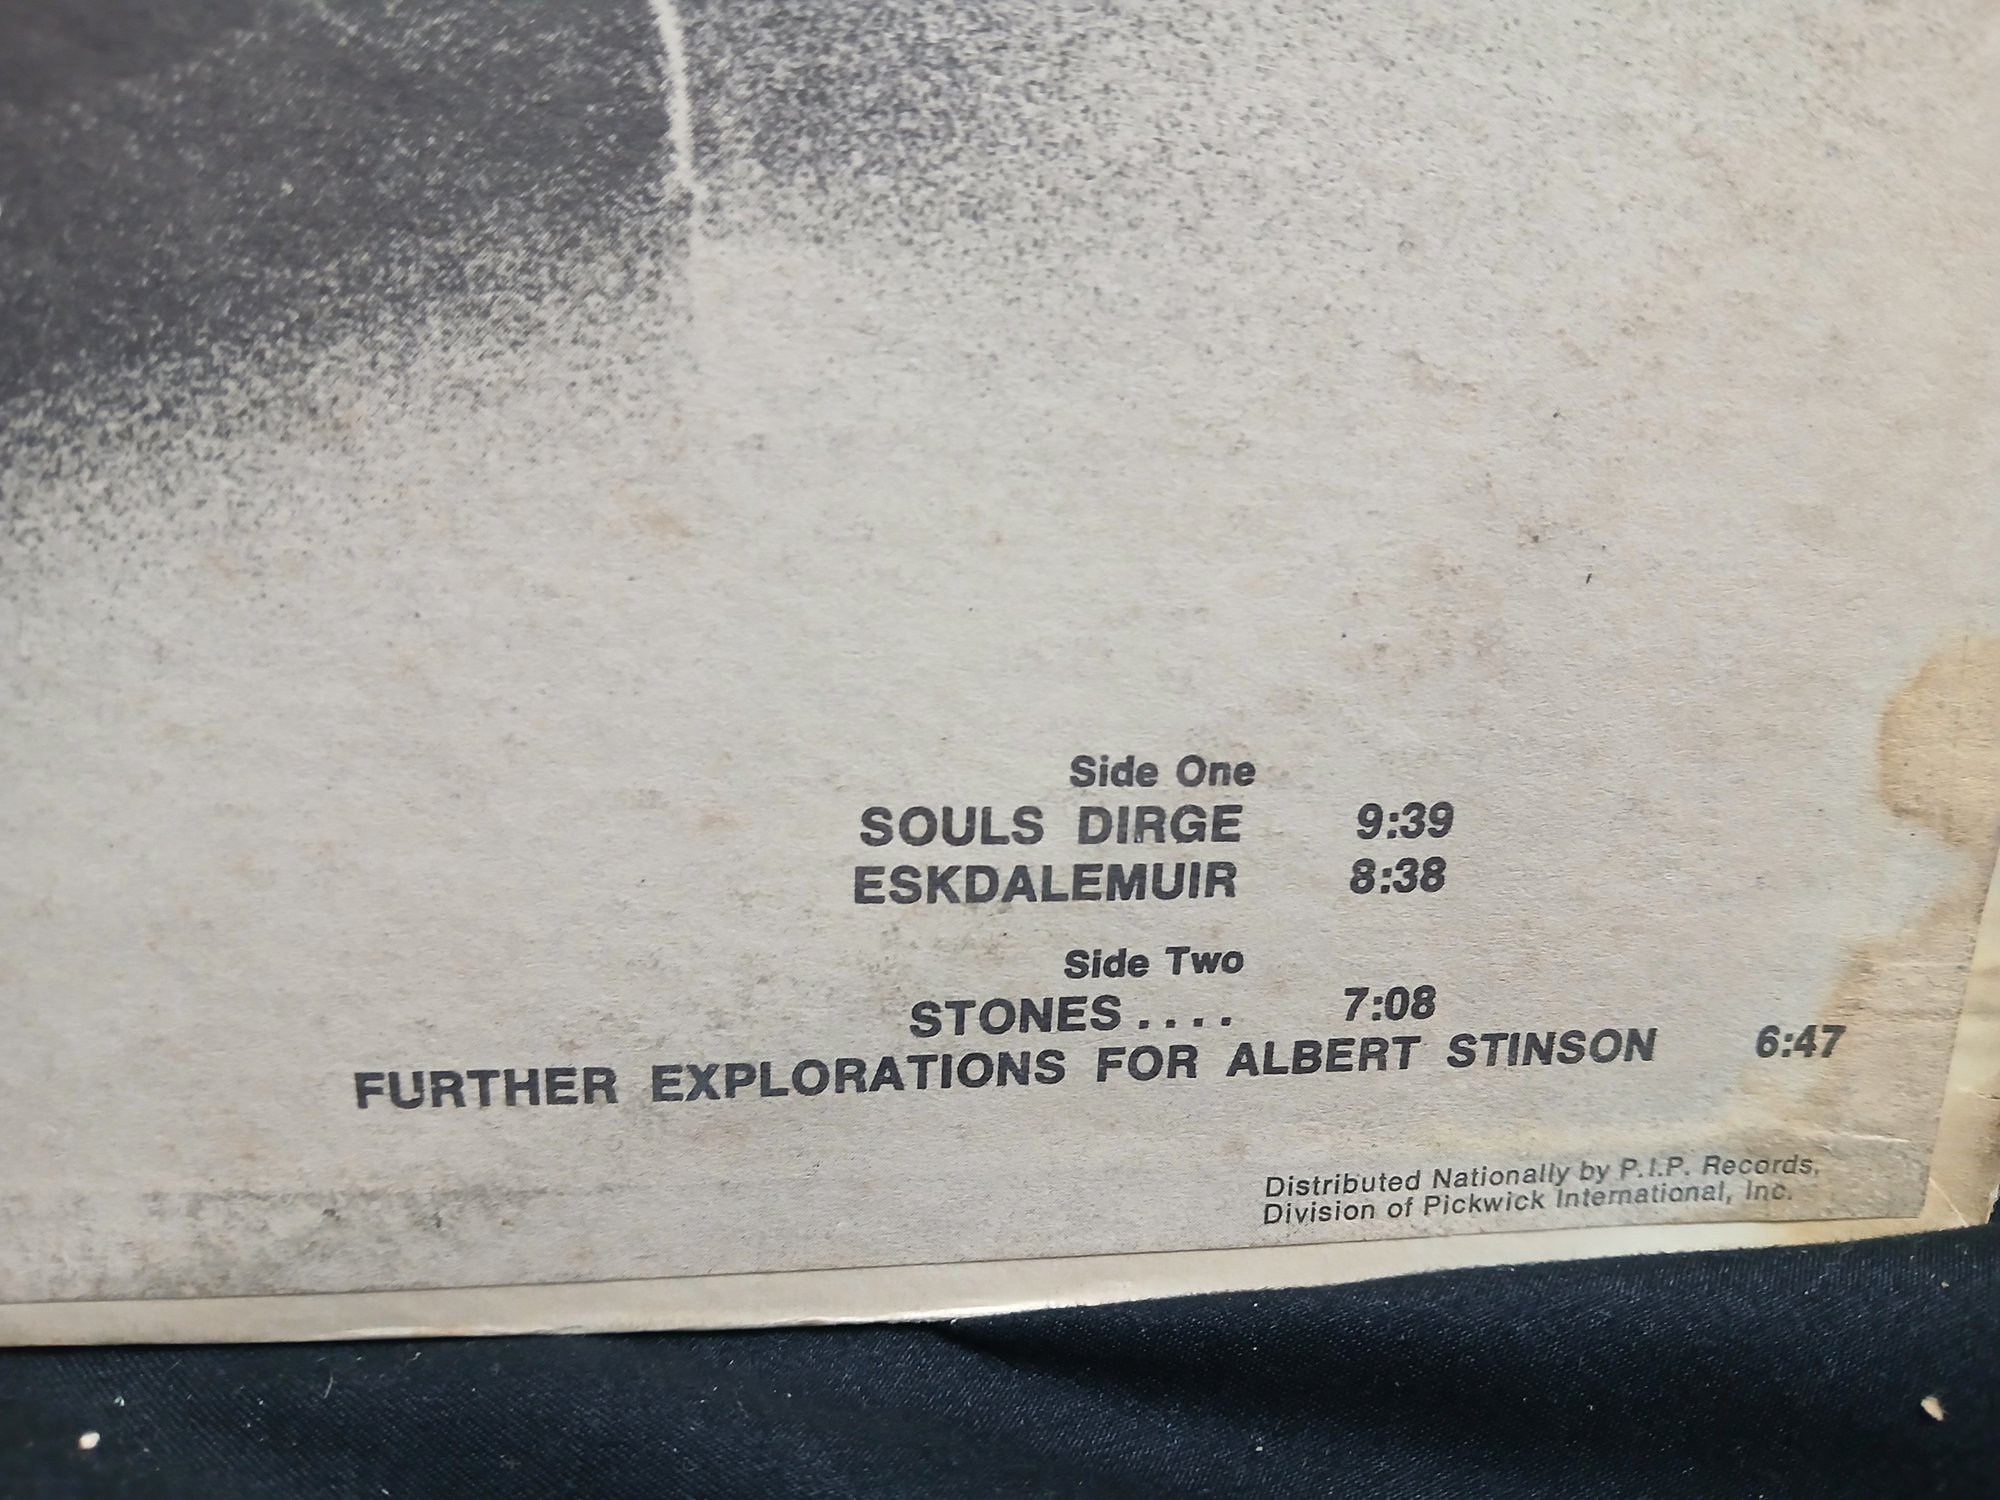 Side One
SOULS DIRGE 9:39
ESKDALEMUIR 8:38
Side Two
STONES.... 7:08
FURTHER EXPLORATIONS FOR ALBERT STINSON 6:47
Distributed Nationally by P.I.P. Records,
Division of Pickwick International, Inc.